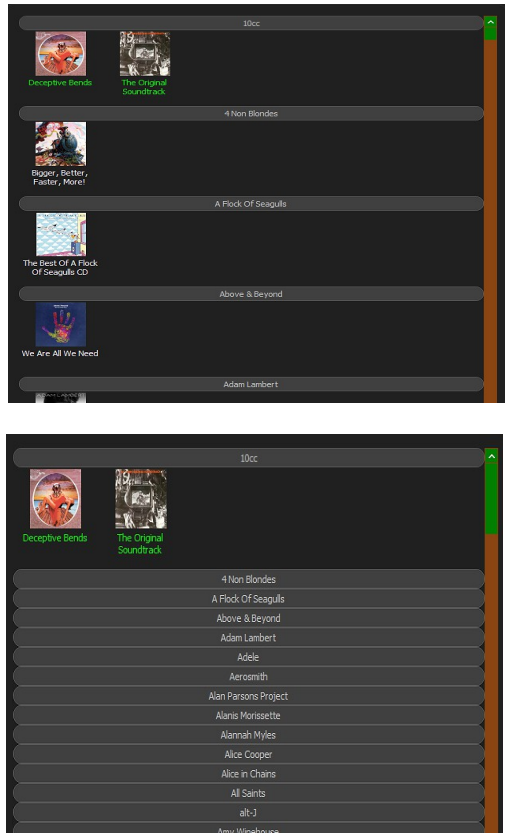 10cc
Deceptive Bends
The Original
Soundtrack
4 Non Blondes
Bigger, Better,
Faster, More!
A Flock Of Seagulls
The Best Of A Flock
Of Seagulls CD
Above & Beyond
We Are All We Need
Adam Lambert
10cc
Deceptive Bends
The Original
Soundtrack
4 Non Blondes
A Flock Of Seagulls
Above & Beyond
Adam Lambert
Adele
Aerosmith
Alan Parsons Project
Alanis Morissette
Alannah Myles
Alice Cooper
Alice in Chains
All Saints
alt-J
Amy Winehouse